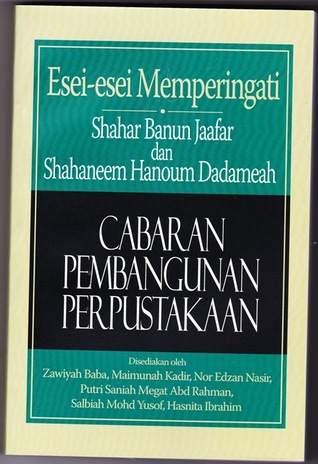 Esei-esei Memperingati
Shahar Banun Jaafar
dan
Shahaneem Hanoum Dadameah
CABARAN
PEMBANGUNAN
PERPUSTAKAAN
Disediakan oleh
Zawiyah Baba, Maimunah Kadir, Nor Edzan Nasir,
Putri Saniah Megat Abd Rahman,
Salbiah Mohd Yusof, Hasnita Ibrahim